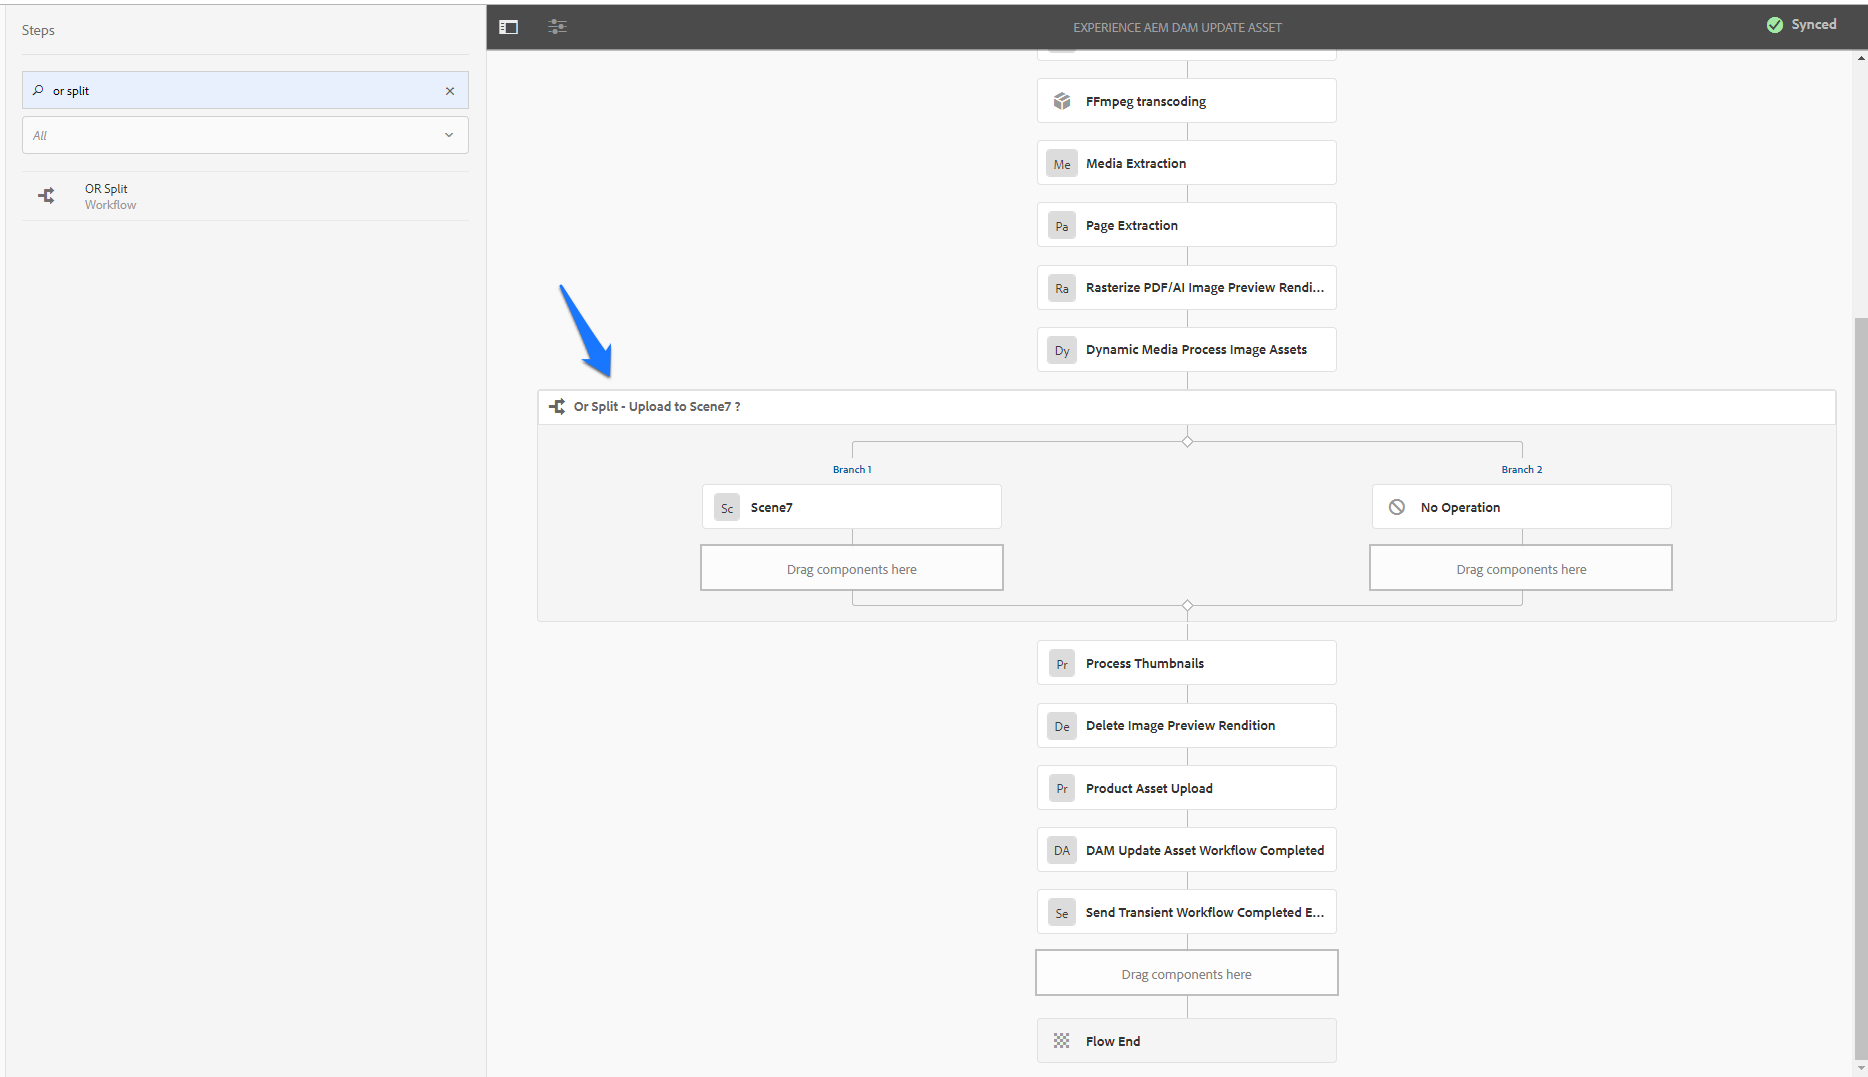 Steps
or split
All
OR Split
Workflow
EXPERIENCE AEM DAM UPDATE ASSET
Synced
FFmpeg transcoding
Me Media Extraction
Pa Page Extraction
Ra Rasterize PDF/AI Image Preview Rendi...
Dy Dynamic Media Process Image Assets
Or Split - Upload to Scene7 ?
Branch 1
Branch 2
Sc Scene7
No Operation
Drag components here
Drag components here
Pr Process Thumbnails
De Delete Image Preview Rendition
Pr Product Asset Upload
DA DAM Update Asset Workflow Completed
Se Send Transient Workflow Completed E...
Drag components here
Flow End